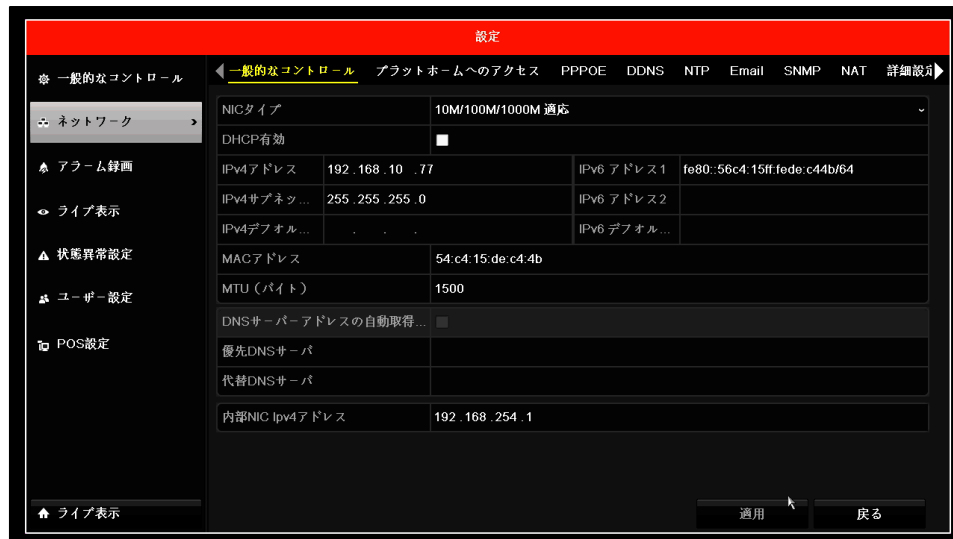 設定
一般的なコントロール
ネットワーク
アラーム録画
ライブ表示
状態異常設定
ユーザー設定
POS設定
ライブ表示
一般的なコントロール プラットホームへのアクセス PPPOE DDNS NTP Email SNMP NAT 詳細設定
NICタイプ 10M/100M/1000M 適応
DHCP有効
IPv4アドレス 192.168.10.77 IPv6 アドレス1 fe80::56c4:15ff:fede:c44b/64
IPv4サブネッ... 255.255.255.0 IPv6 アドレス2
IPv4デフォル... . . . IPv6 デフォル...
MACアドレス 54:c4:15:de:c4:4b
MTU（バイト） 1500
DNSサーバーアドレスの自動取得...
優先DNSサーバ
代替DNSサーバ
内部NIC Ipv4アドレス 192.168.254.1
適用 戻る